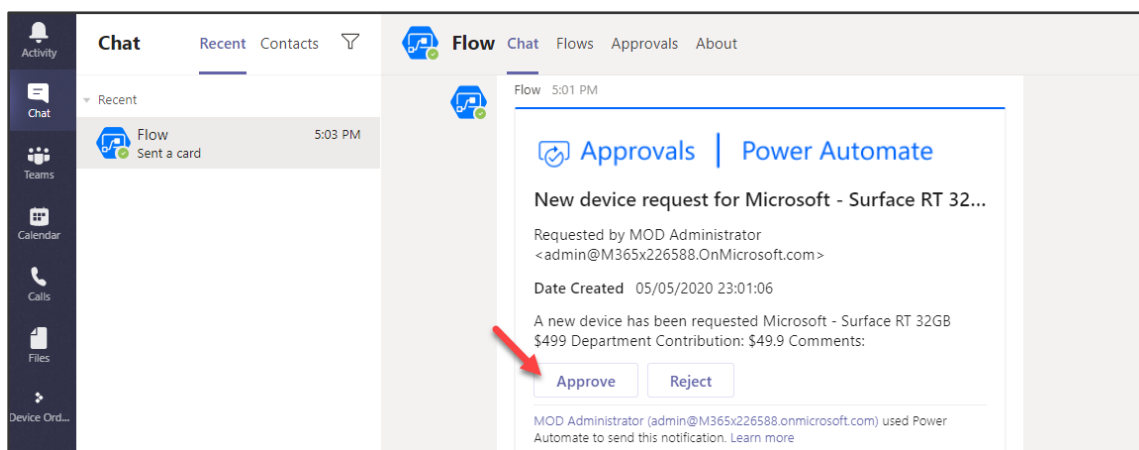 Activity
Chat
Teams
Calendar
Calls
Files
Device Ord...
Chat Recent Contacts
Recent
Flow 5:03 PM
Sent a card
Flow Chat Flows Approvals About
Flow 5:01 PM
Approvals | Power Automate
New device request for Microsoft - Surface RT 32...
Requested by MOD Administrator
<admin@M365x226588.OnMicrosoft.com>
Date Created 05/05/2020 23:01:06
A new device has been requested Microsoft - Surface RT 32GB
$499 Department Contribution: $49.9 Comments:
Approve Reject
MOD Administrator (admin@M365x226588.onmicrosoft.com) used Power
Automate to send this notification. Learn more